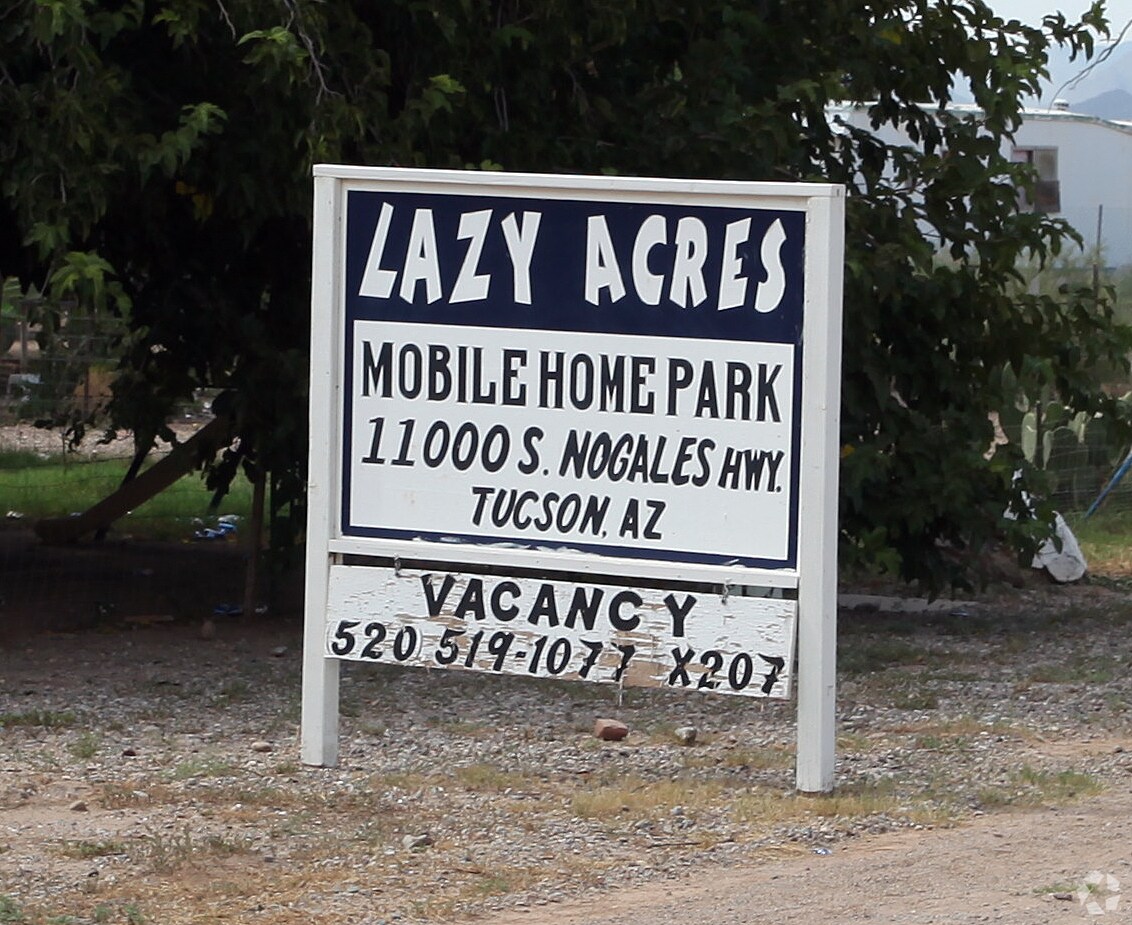 LAZY ACRES
MOBILE HOME PARK
11000 S. NOGALES HWY.
TUCSON, AZ
VACANCY
520 519-1077 X207